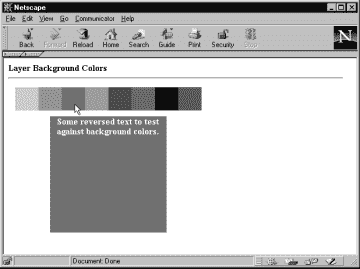 Netscape
File Edit View Go Communicator Help
Back Forward Reload Home Search Guide Print Security Stop
N
Layer Background Colors
Some reversed text to test
against background colors.
Document: Done